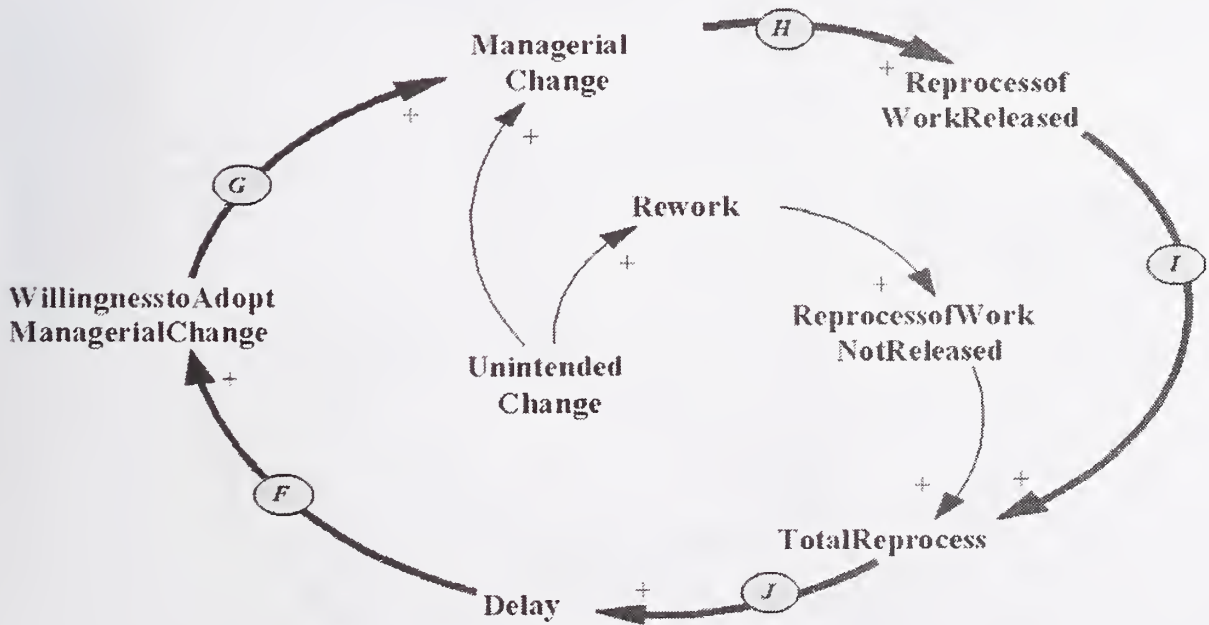 H
Managerial
Change
+
+
Reprocessof
WorkReleased
+
+
G
Rework
+
I
WillingnesstoAdopt
ManagerialChange
+
ReprocessofWork
NotReleased
Unintended
Change
+
F
+
+
TotalReprocess
J
+
Delay